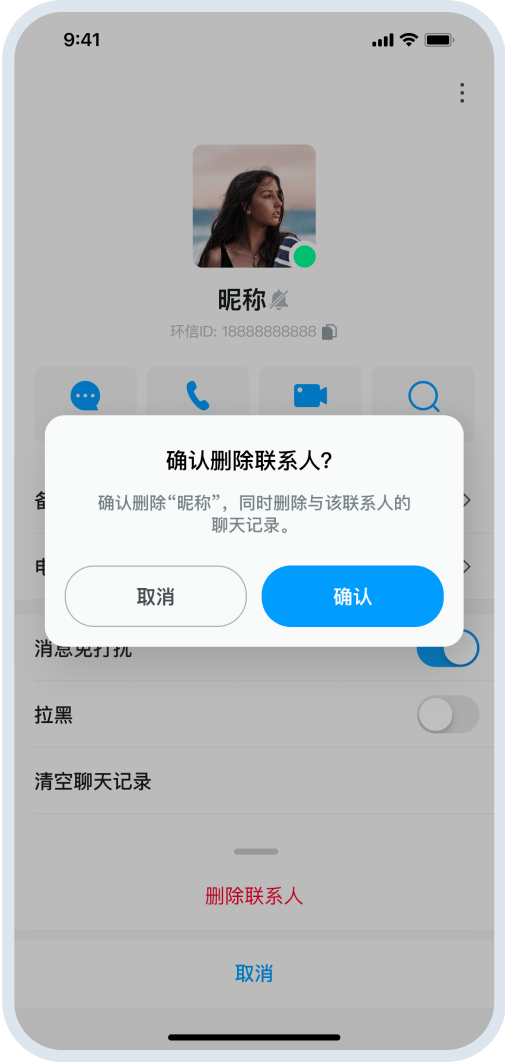 9:41
昵称
环信ID: 18888888888
确认删除联系人?
确认删除“昵称”，同时删除与该联系人的
聊天记录。
取消
确认
消息免打扰
拉黑
清空聊天记录
删除联系人
取消